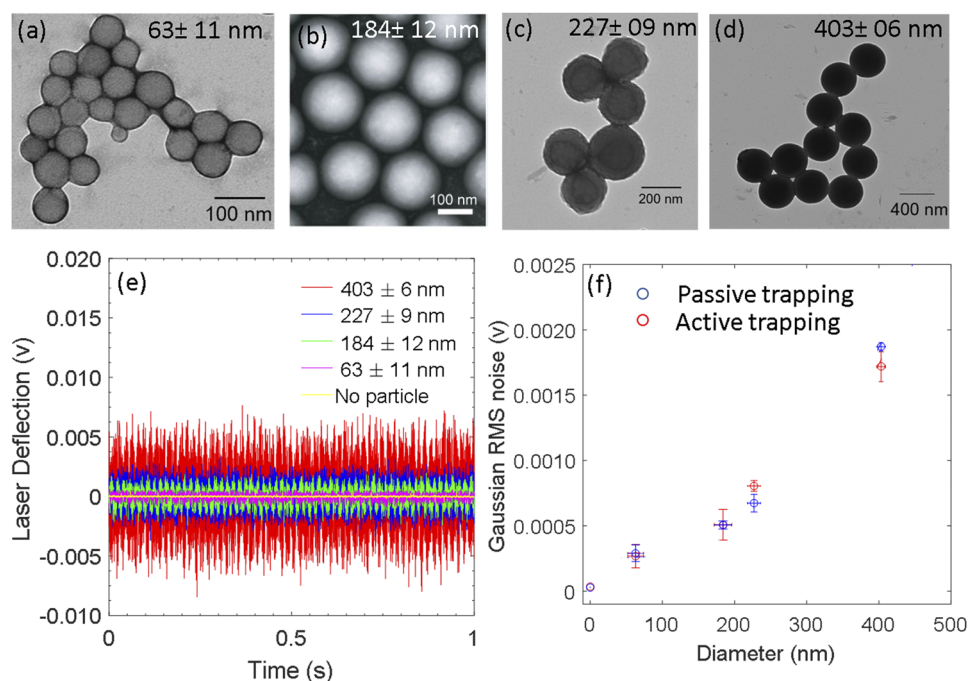 (a) 63± 11 nm
100 nm
(b) 184± 12 nm
100 nm
(c) 227± 09 nm
200 nm
(d) 403± 06 nm
400 nm
(e)
Laser Deflection (v)
0.020
0.015
0.010
0.005
0
-0.005
-0.010
403 ± 6 nm
227 ± 9 nm
184 ± 12 nm
63 ± 11 nm
No particle
0 0.5 1
Time (s)
(f)
Gaussian RMS noise (v)
0.0025
0.0020
0.0015
0.0010
0.0005
0
Passive trapping
Active trapping
0 100 200 300 400 500
Diameter (nm)